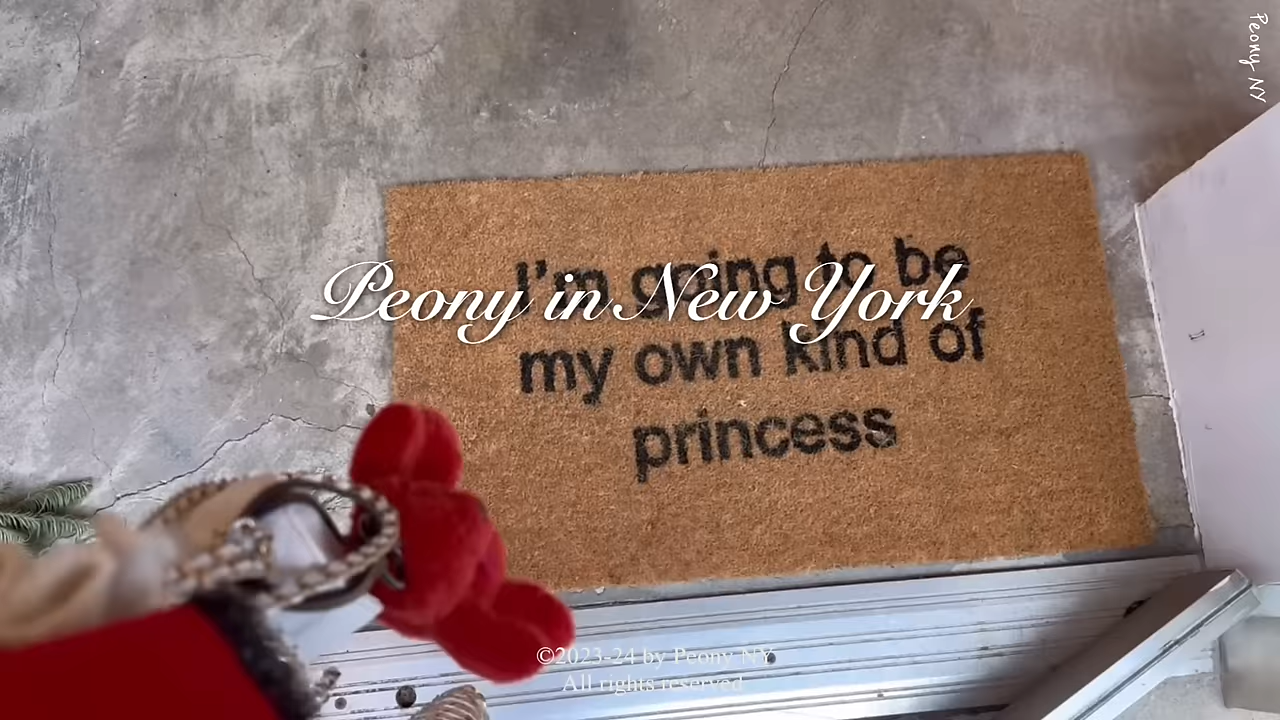 Peony NY
I'm going to be
Peony in New York
my own kind of
princess
©2023-24 by Peony NY
All rights reserved